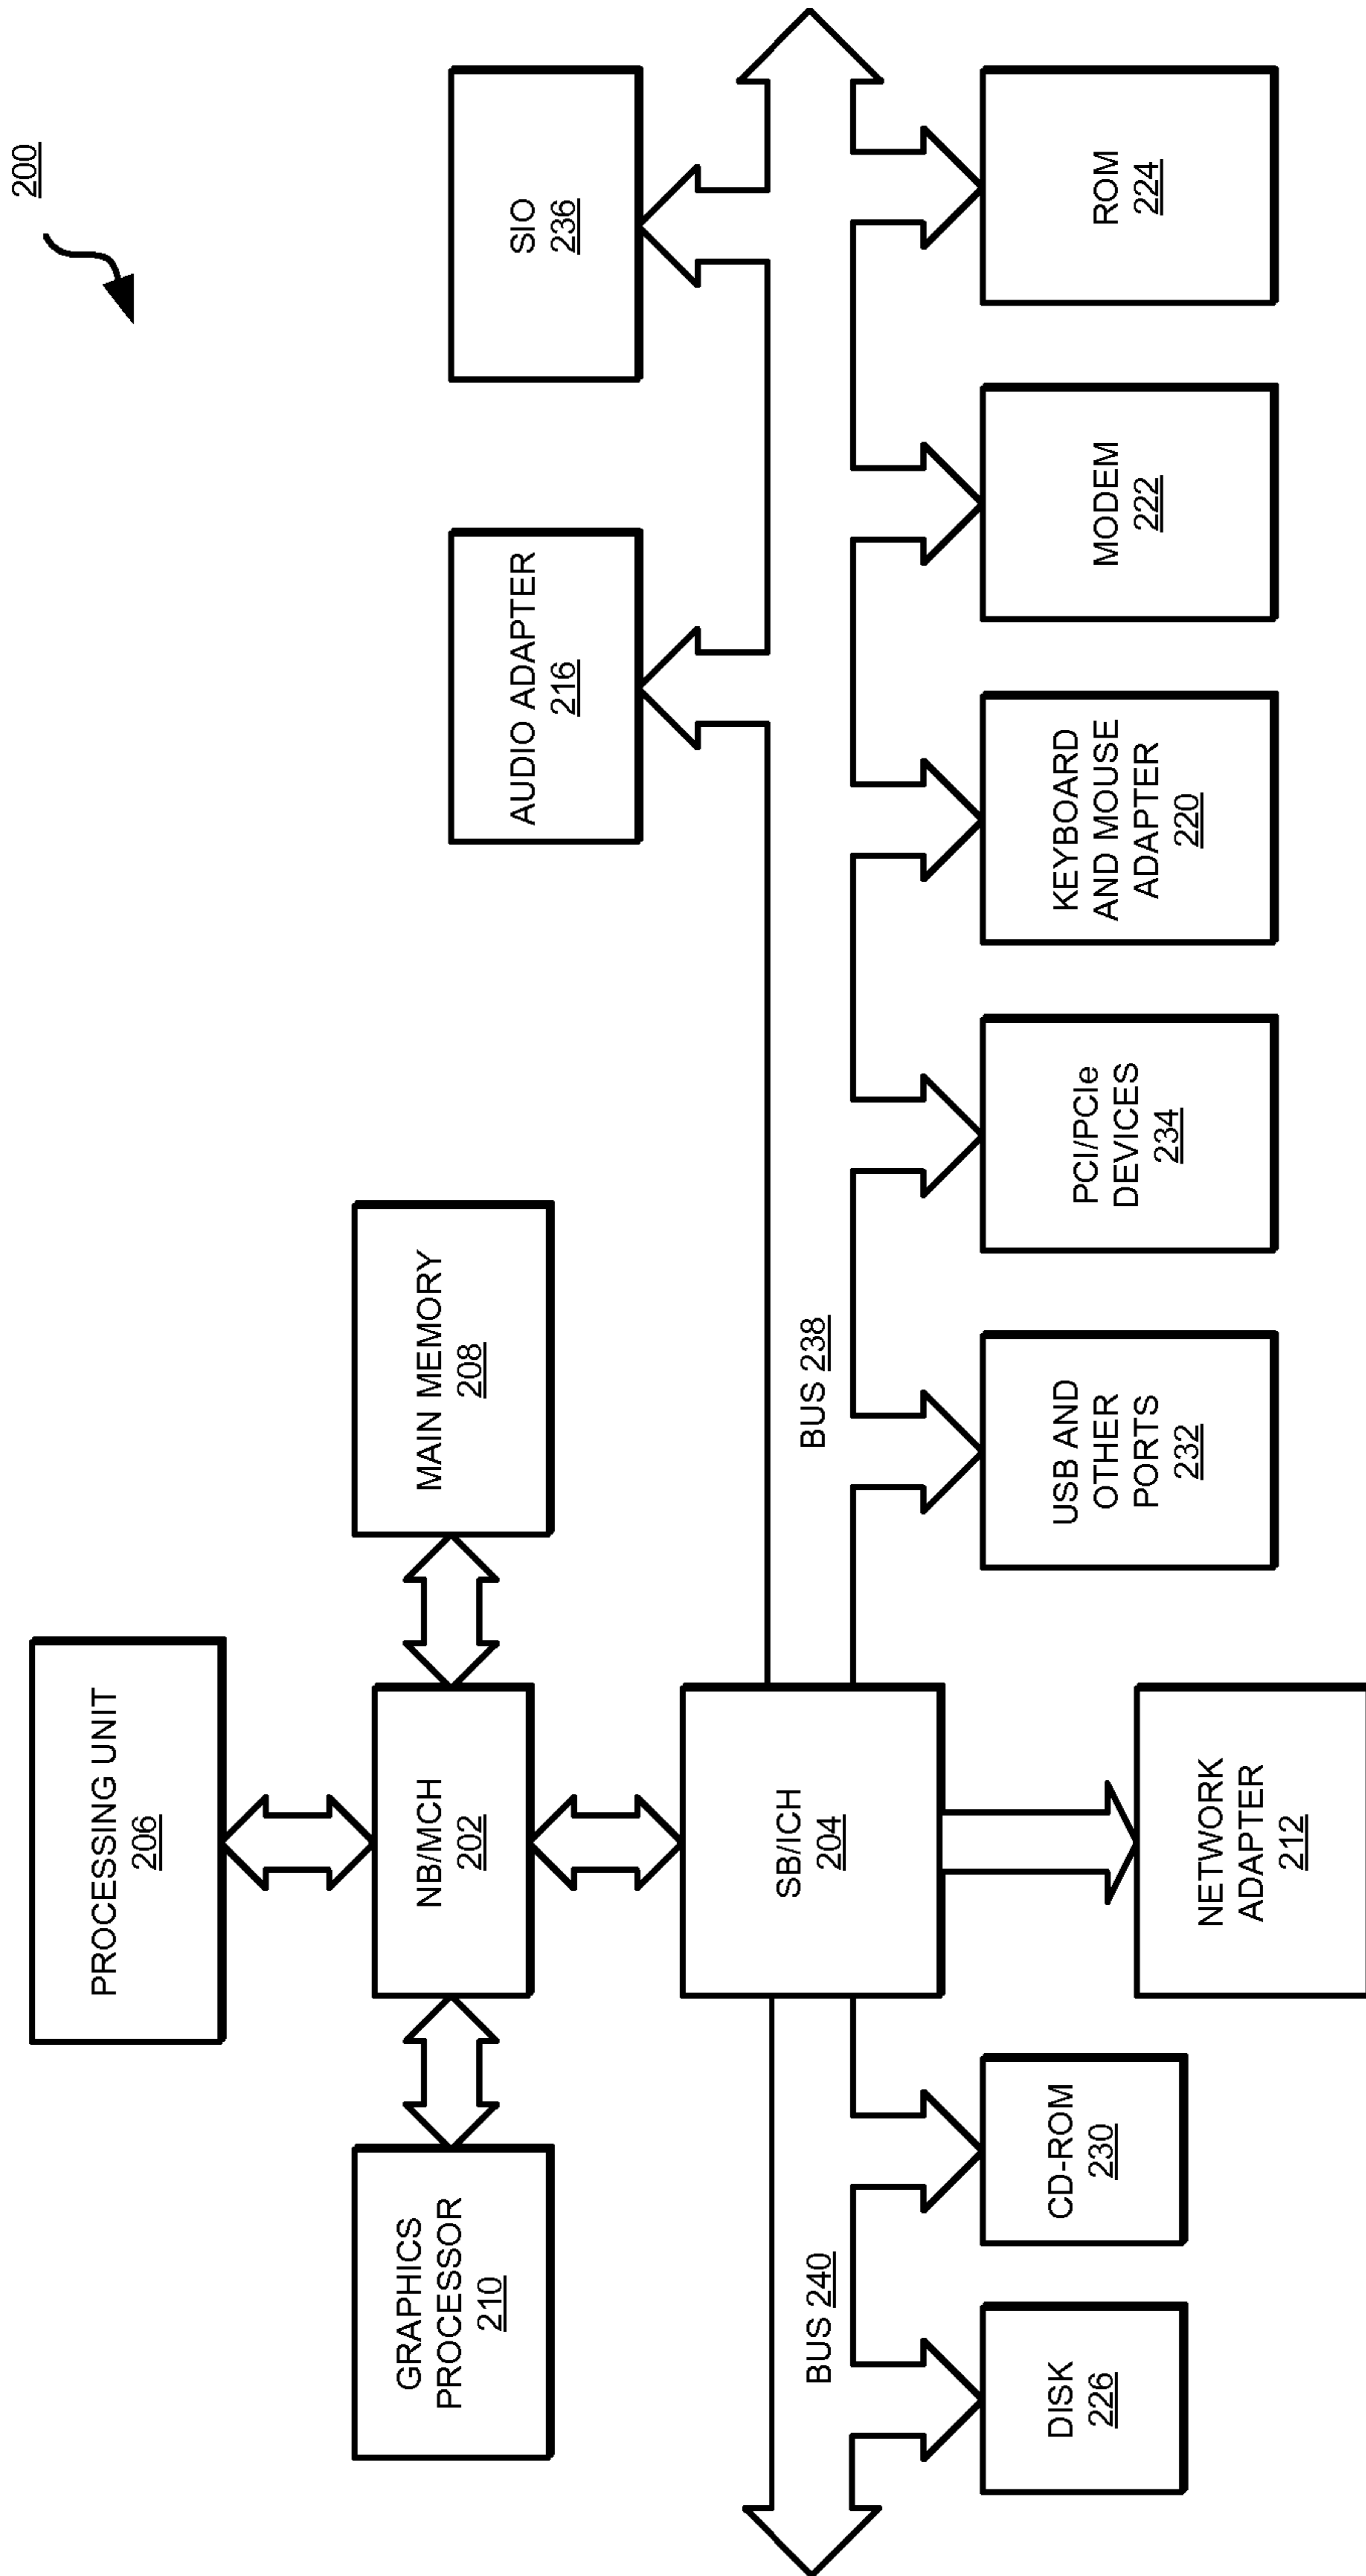 200
PROCESSING UNIT
206
GRAPHICS
PROCESSOR
210
NB/MCH
202
MAIN MEMORY
208
AUDIO ADAPTER
216
SIO
236
SB/ICH
204
BUS 240
BUS 238
DISK
226
CD-ROM
230
USB AND
OTHER
PORTS
232
PCI/PCIe
DEVICES
234
KEYBOARD
AND MOUSE
ADAPTER
220
MODEM
222
ROM
224
NETWORK
ADAPTER
212